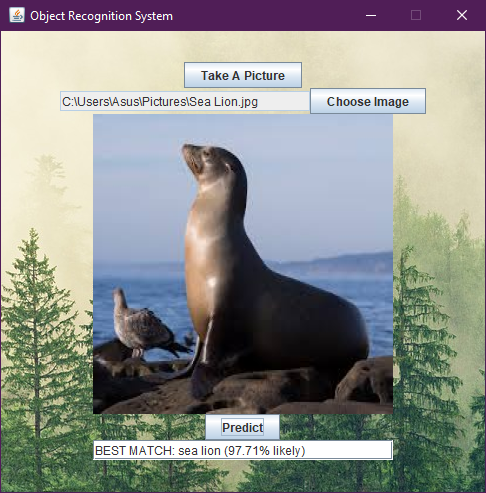 Object Recognition System
Take A Picture
C:\Users\Asus\Pictures\Sea Lion.jpg
Choose Image
Predict
BEST MATCH: sea lion (97.71% likely)